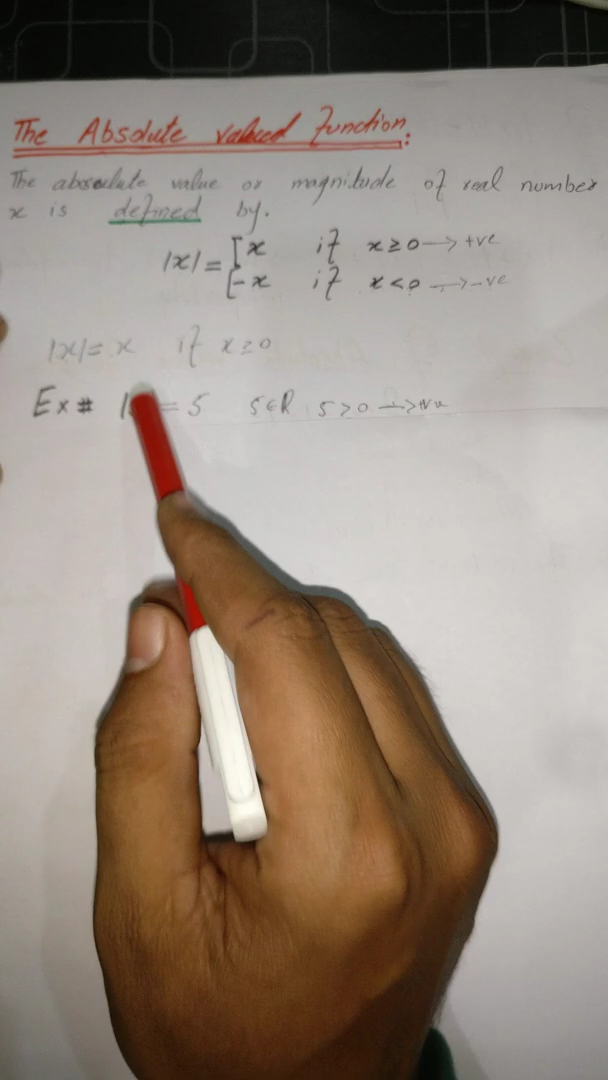 The Absolute valued Function:
The absoulute value or magnitude of real number
x is defined by.
|x| = [x if x≥0 → +ve
[-x if x<0 → -ve
|x| = x if x≥0
Ex# = 5 5∈R 5>0 → +ve